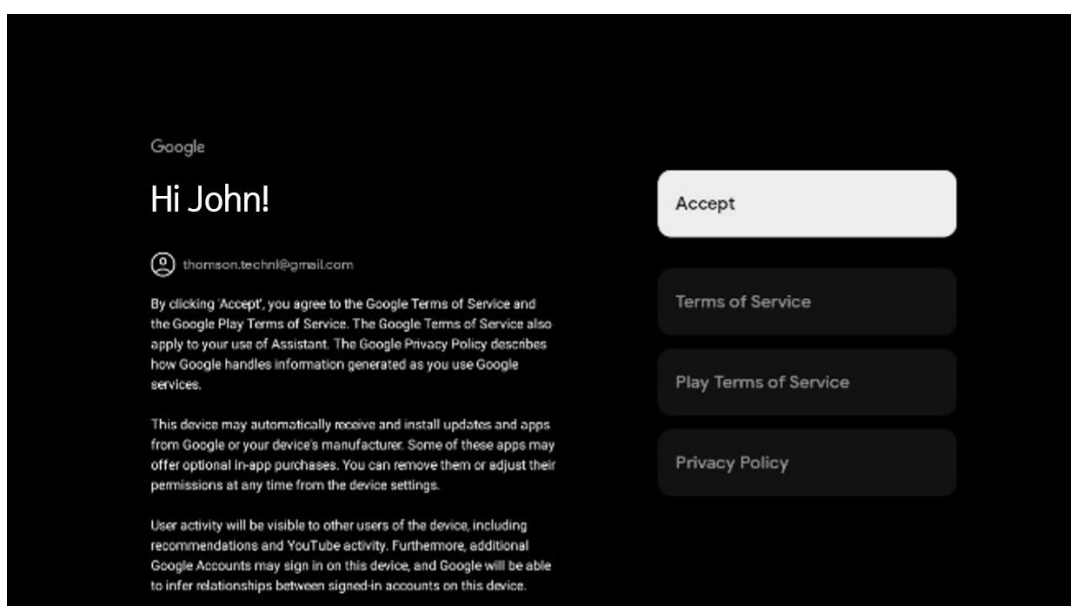 Google
Hi John!
thomson.technl@gmail.com
By clicking 'Accept', you agree to the Google Terms of Service and
the Google Play Terms of Service. The Google Terms of Service also
apply to your use of Assistant. The Google Privacy Policy describes
how Google handles information generated as you use Google
services.
This device may automatically receive and install updates and apps
from Google or your device's manufacturer. Some of these apps may
offer optional in-app purchases. You can remove them or adjust their
permissions at any time from the device settings.
User activity will be visible to other users of the device, including
recommendations and YouTube activity. Furthermore, additional
Google Accounts may sign in on this device, and Google will be able
to infer relationships between signed-in accounts on this device.
Accept
Terms of Service
Play Terms of Service
Privacy Policy